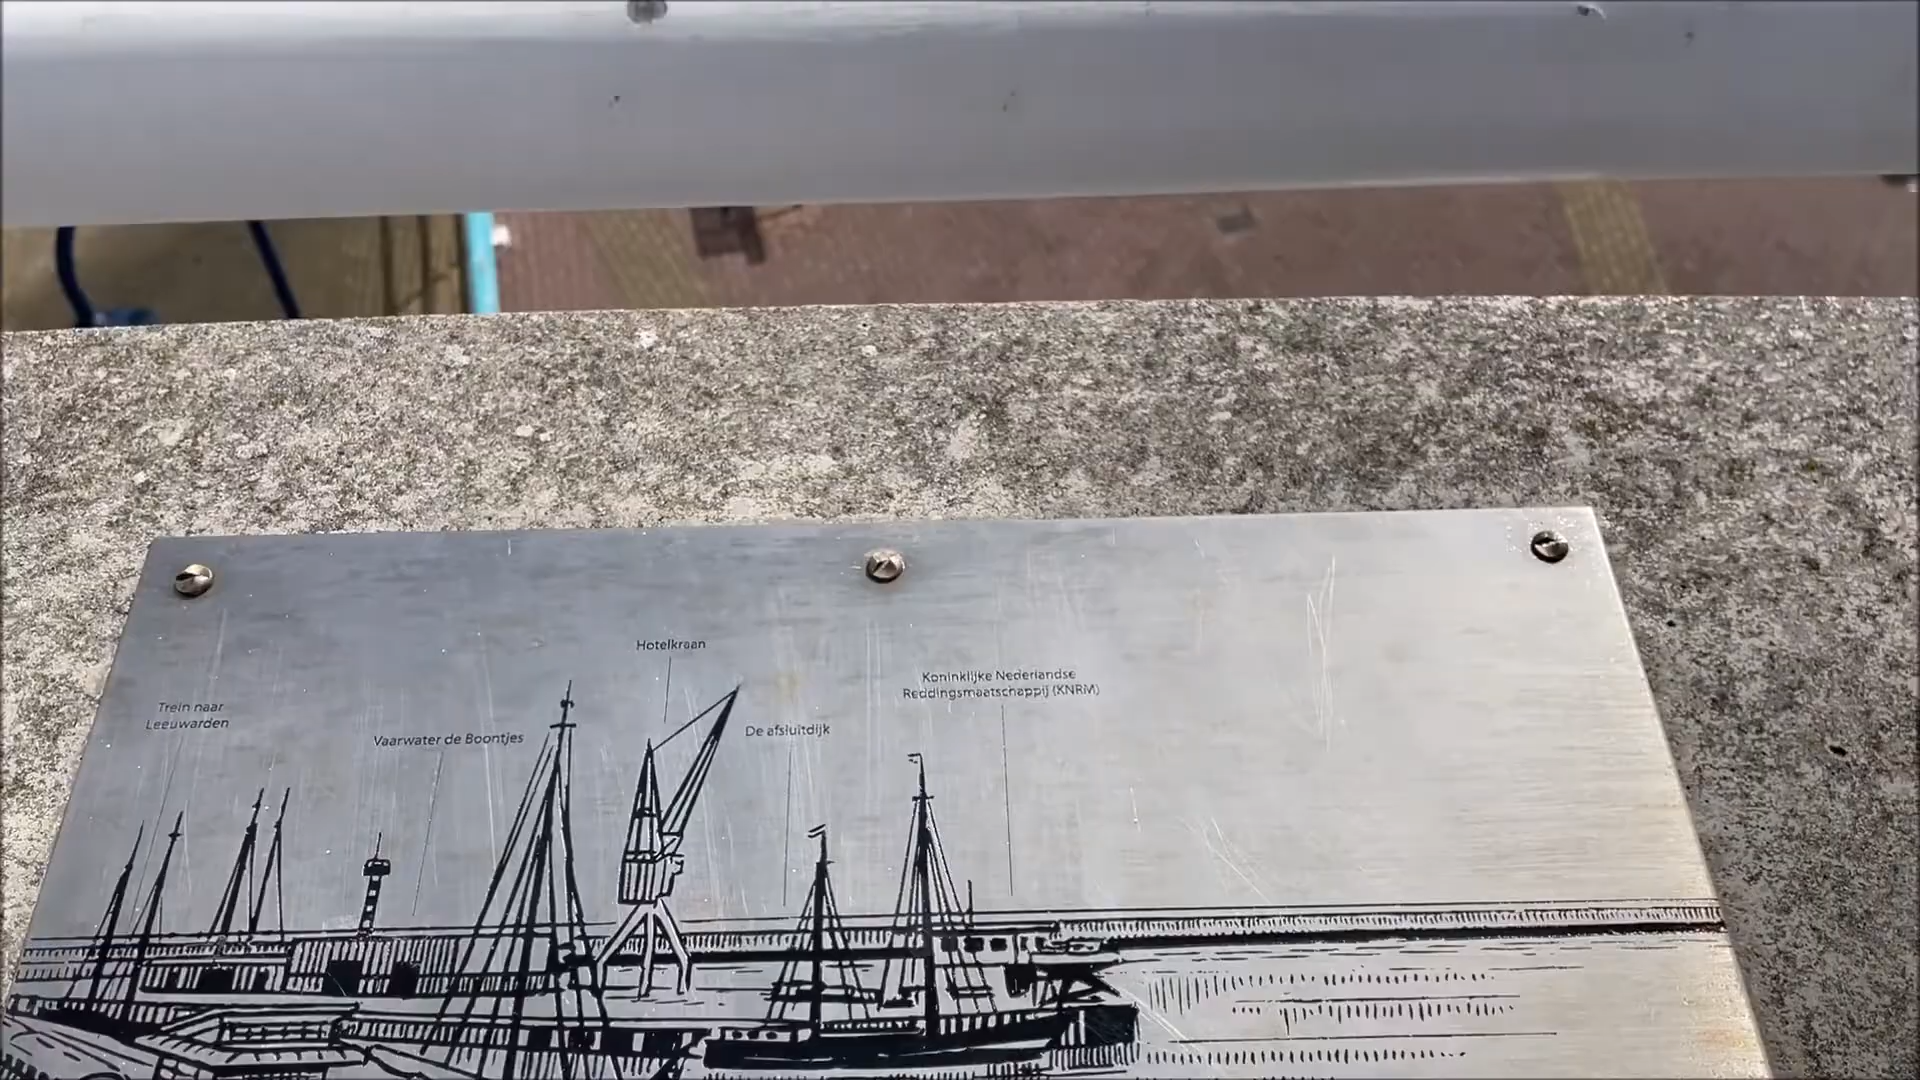 Hotelkraan
Koninklijke Nederlandse
Reddingsmaatschappij (KNRM)
Trein naar
Leeuwarden
Vaarwater de Boontjes
De afsluitdijk